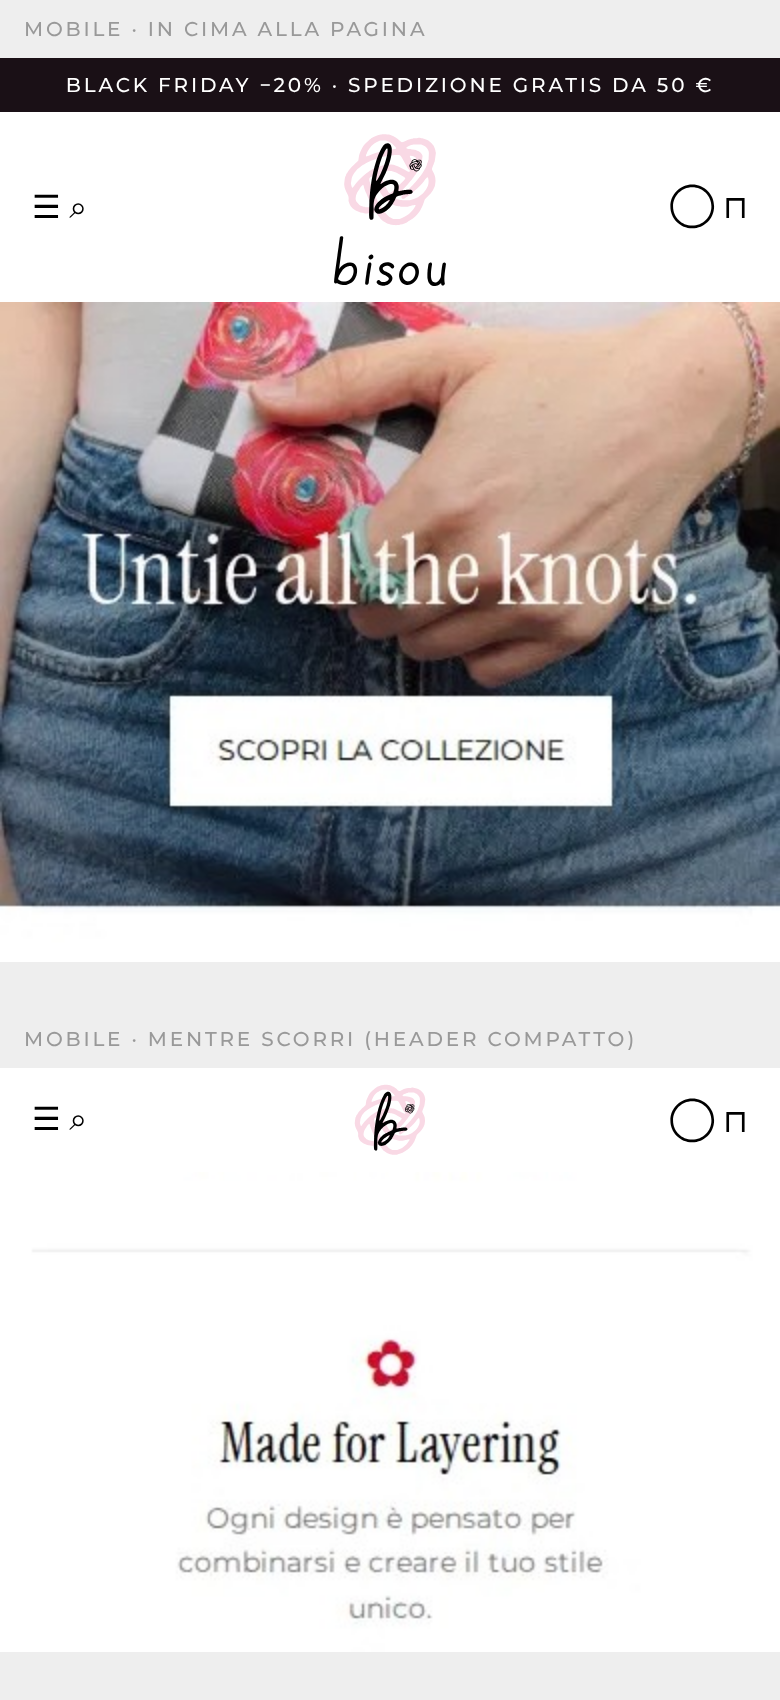 MOBILE · IN CIMA ALLA PAGINA
BLACK FRIDAY −20% · SPEDIZIONE GRATIS DA 50 €
b
bisou
Untie all the knots.
SCOPRI LA COLLEZIONE
MOBILE · MENTRE SCORRI (HEADER COMPATTO)
b
Made for Layering
Ogni design è pensato per
combinarsi e creare il tuo stile
unico.